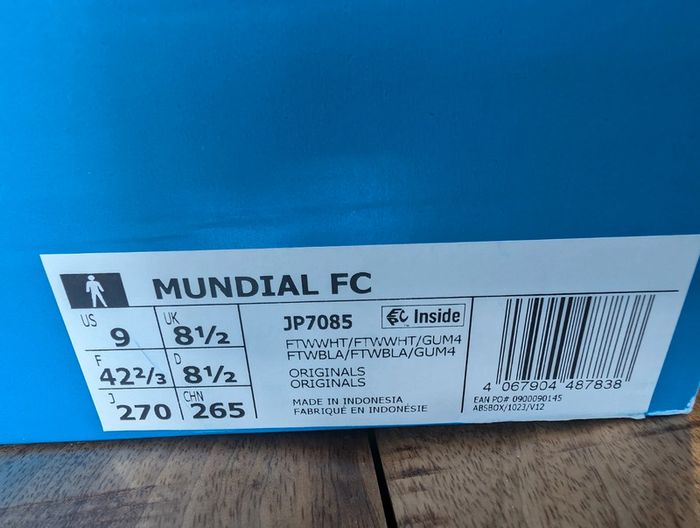 MUNDIAL FC
US 9 UK 8½
F 42⅔ D 8½
J 270 CHN 265
JP7085 Inside
FTWWHT/FTWWHT/GUM4
FTWBLA/FTWBLA/GUM4
ORIGINALS
ORIGINALS
MADE IN INDONESIA
FABRIQUÉ EN INDONÉSIE
4 067904 487838
EAN PO# 0900090145
ABSBOX/1023/V12